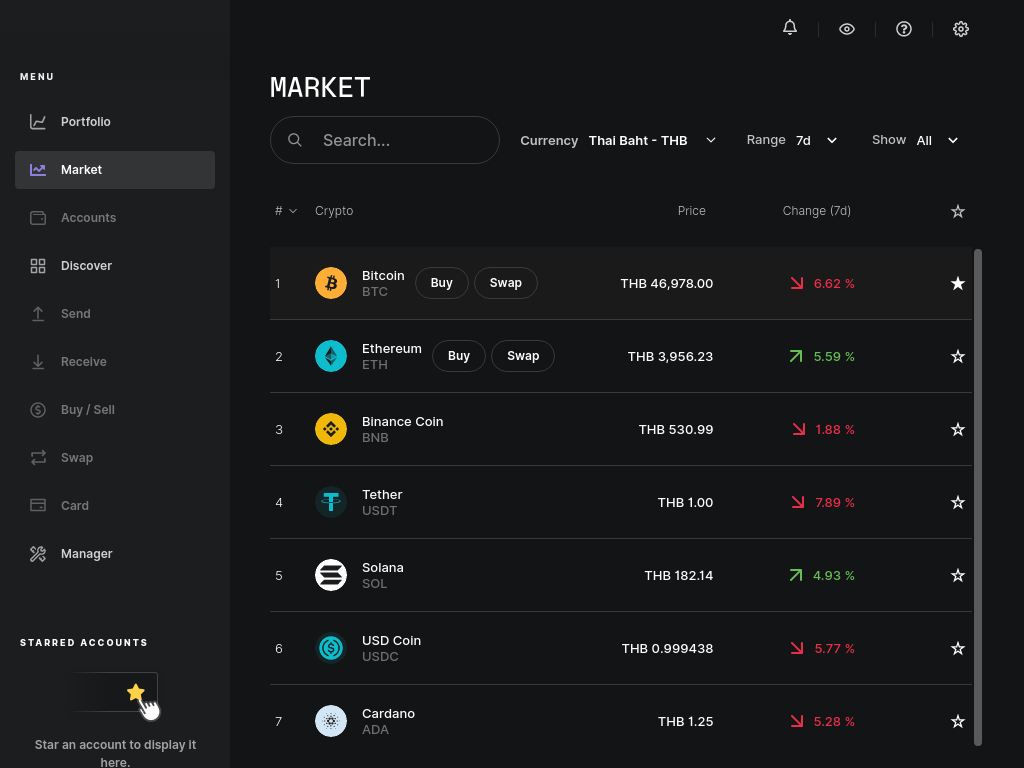 MENU
Portfolio
Market
Accounts
Discover
Send
Receive
Buy / Sell
Swap
Card
Manager
STARRED ACCOUNTS
Star an account to display it
here.
MARKET
Search...
Currency Thai Baht - THB
Range 7d
Show All
# Crypto Price Change (7d)
1 Bitcoin BTC Buy Swap THB 46,978.00 6.62 %
2 Ethereum ETH Buy Swap THB 3,956.23 5.59 %
3 Binance Coin BNB THB 530.99 1.88 %
4 Tether USDT THB 1.00 7.89 %
5 Solana SOL THB 182.14 4.93 %
6 USD Coin USDC THB 0.999438 5.77 %
7 Cardano ADA THB 1.25 5.28 %